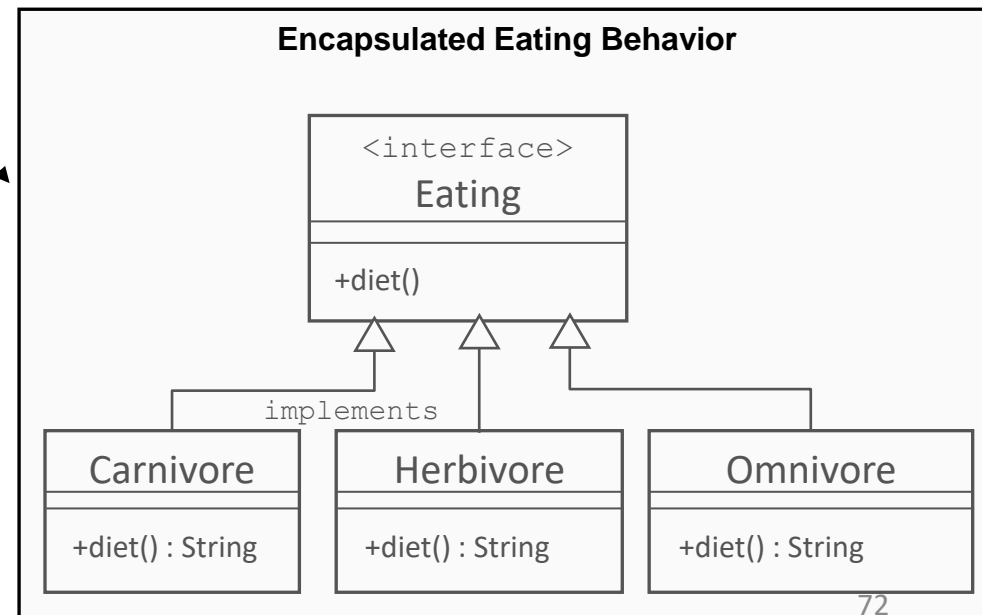 Encapsulated Eating Behavior
<interface>
Eating
+diet()
implements
Carnivore
Herbivore
Omnivore
+diet() : String
+diet() : String
+diet() : String
72